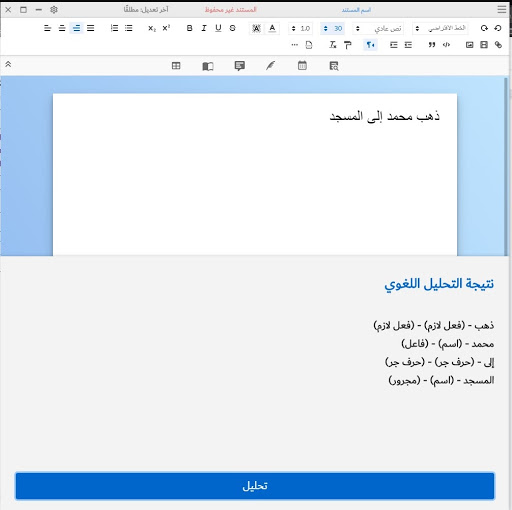 اسم المستند
المستند غير محفوظ
آخر تعديل: مطلقًا
الخط الافتراضي
نص عادي
30
1.0
ذهب محمد إلى المسجد
نتيجة التحليل اللغوي
ذهب - (فعل لازم) - (فعل لازم)
محمد - (اسم) - (فاعل)
إلى - (حرف جر) - (حرف جر)
المسجد - (اسم) - (مجرور)
تحليل